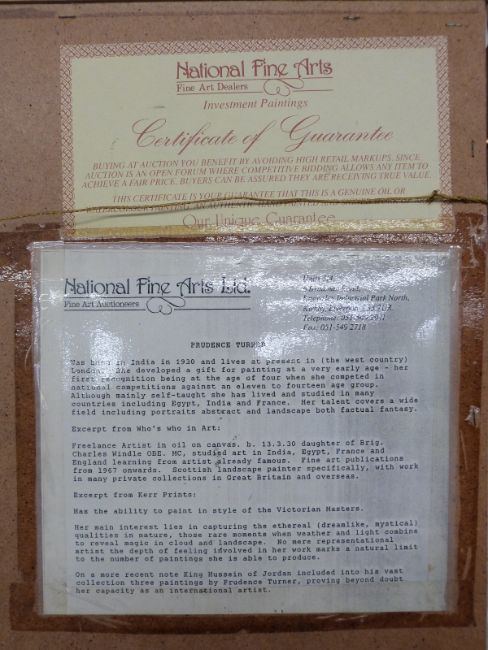 National Fine Arts
Fine Art Dealers
Investment Paintings
Certificate of Guarantee
BUYING AT AUCTION YOU BENEFIT BY AVOIDING HIGH RETAIL MARKUPS. SINCE
AUCTION IS AN OPEN FORUM WHERE COMPETITIVE BIDDING ALLOWS ANY ITEM TO
ACHIEVE A FAIR PRICE. BUYERS CAN BE ASSURED THEY ARE RECEIVING TRUE VALUE.
THIS CERTIFICATE IS YOUR GUARANTEE THAT THIS IS A GENUINE OIL OR
Our Unique Guarantee
National Fine Arts Ltd.
Fine Art Auctioneers
Industrial Park North,
Telephone: 051-549
Fax: 051-549 2718
PRUDENCE TURNER
Was born in India in 1930 and lives at present in (the west country)
London. She developed a gift for painting at a very early age - her
first recognition being at the age of four when she competed in
national competitions against an eleven to fourteen age group.
Although mainly self-taught she has lived and studied in many
countries including Egypt, India and France. Her talent covers a wide
field including portraits abstract and landscape both factual fantasy.
Excerpt from Who's who in Art:
Freelance Artist in oil on canvas. b. 13.3.30 daughter of Brig.
Charles Windle OBE. MC, studied art in India, Egypt, France and
England learning from artist already famous. Fine art publications
from 1967 onwards. Scottish landscape painter specifically, with work
in many private collections in Great Britain and overseas.
Excerpt from Kerr Prints:
Has the ability to paint in style of the Victorian Masters.
Her main interest lies in capturing the ethereal (dreamlike, mystical)
qualities in nature, those rare moments when weather and light combine
to reveal magic in cloud and landscape. No mere representational
artist the depth of feeling idvolved in her work marks a natural limit
to the number of paintings she is able to produce.
On a more recent note King Hussein of Jordan included into his vast
collection three paintings by Prudence Turner, proving beyond doubt
her capacity as an international artist.